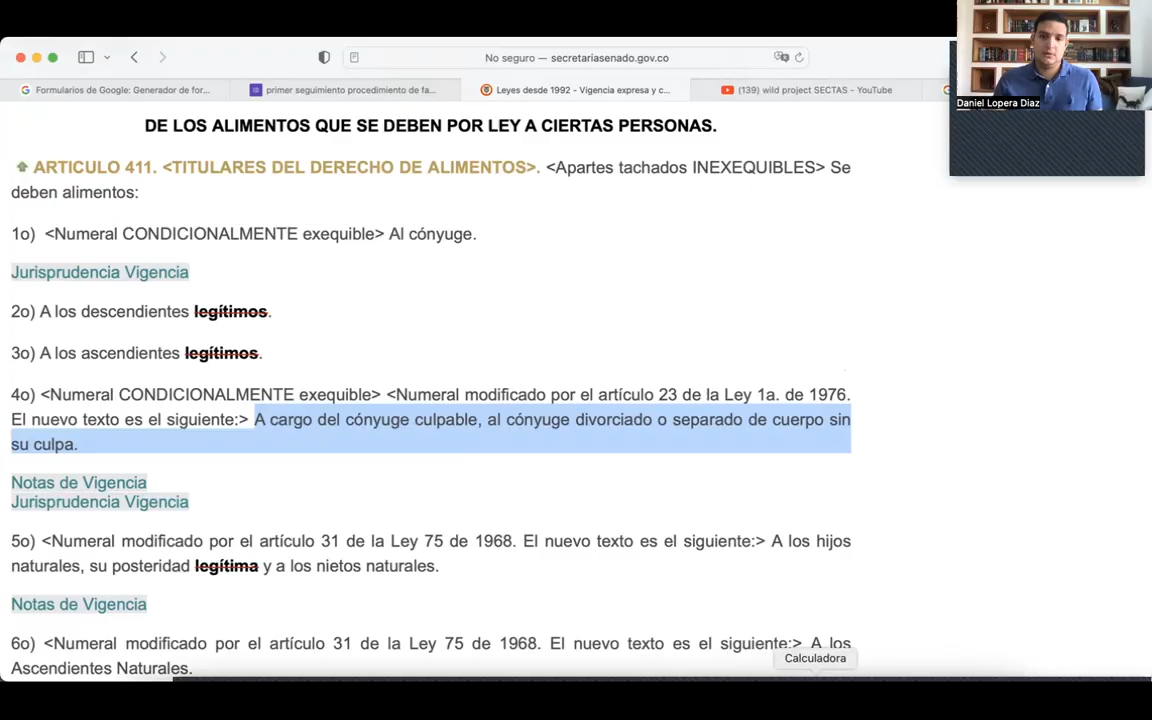 No seguro — secretariasenado.gov.co
Formularios de Google: Generador de for...
primer seguimiento procedimiento de fa...
Leyes desde 1992 - Vigencia expresa y c...
(139) wild project SECTAS - YouTube
Daniel Lopera Diaz
DE LOS ALIMENTOS QUE SE DEBEN POR LEY A CIERTAS PERSONAS.
ARTICULO 411. <TITULARES DEL DERECHO DE ALIMENTOS>. <Apartes tachados INEXEQUIBLES> Se
deben alimentos:
1o) <Numeral CONDICIONALMENTE exequible> Al cónyuge.
Jurisprudencia Vigencia
2o) A los descendientes legítimos.
3o) A los ascendientes legítimos.
4o) <Numeral CONDICIONALMENTE exequible> <Numeral modificado por el artículo 23 de la Ley 1a. de 1976.
El nuevo texto es el siguiente:> A cargo del cónyuge culpable, al cónyuge divorciado o separado de cuerpo sin
su culpa.
Notas de Vigencia
Jurisprudencia Vigencia
5o) <Numeral modificado por el artículo 31 de la Ley 75 de 1968. El nuevo texto es el siguiente:> A los hijos
naturales, su posteridad legítima y a los nietos naturales.
Notas de Vigencia
6o) <Numeral modificado por el artículo 31 de la Ley 75 de 1968. El nuevo texto es el siguiente:> A los
Ascendientes Naturales.
Calculadora